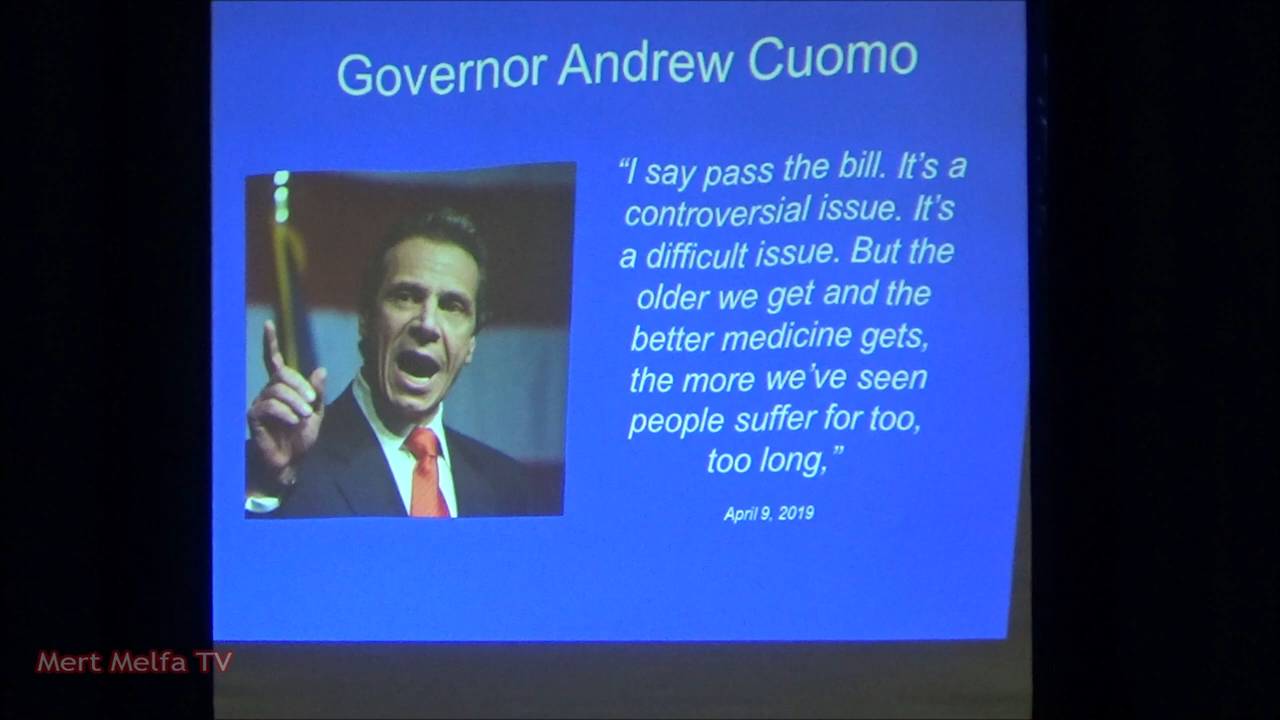 Governor Andrew Cuomo
“I say pass the bill. It’s a
controversial issue. It’s
a difficult issue. But the
older we get and the
better medicine gets,
the more we’ve seen
people suffer for too,
too long,”
April 9, 2019
Mert Melfa TV